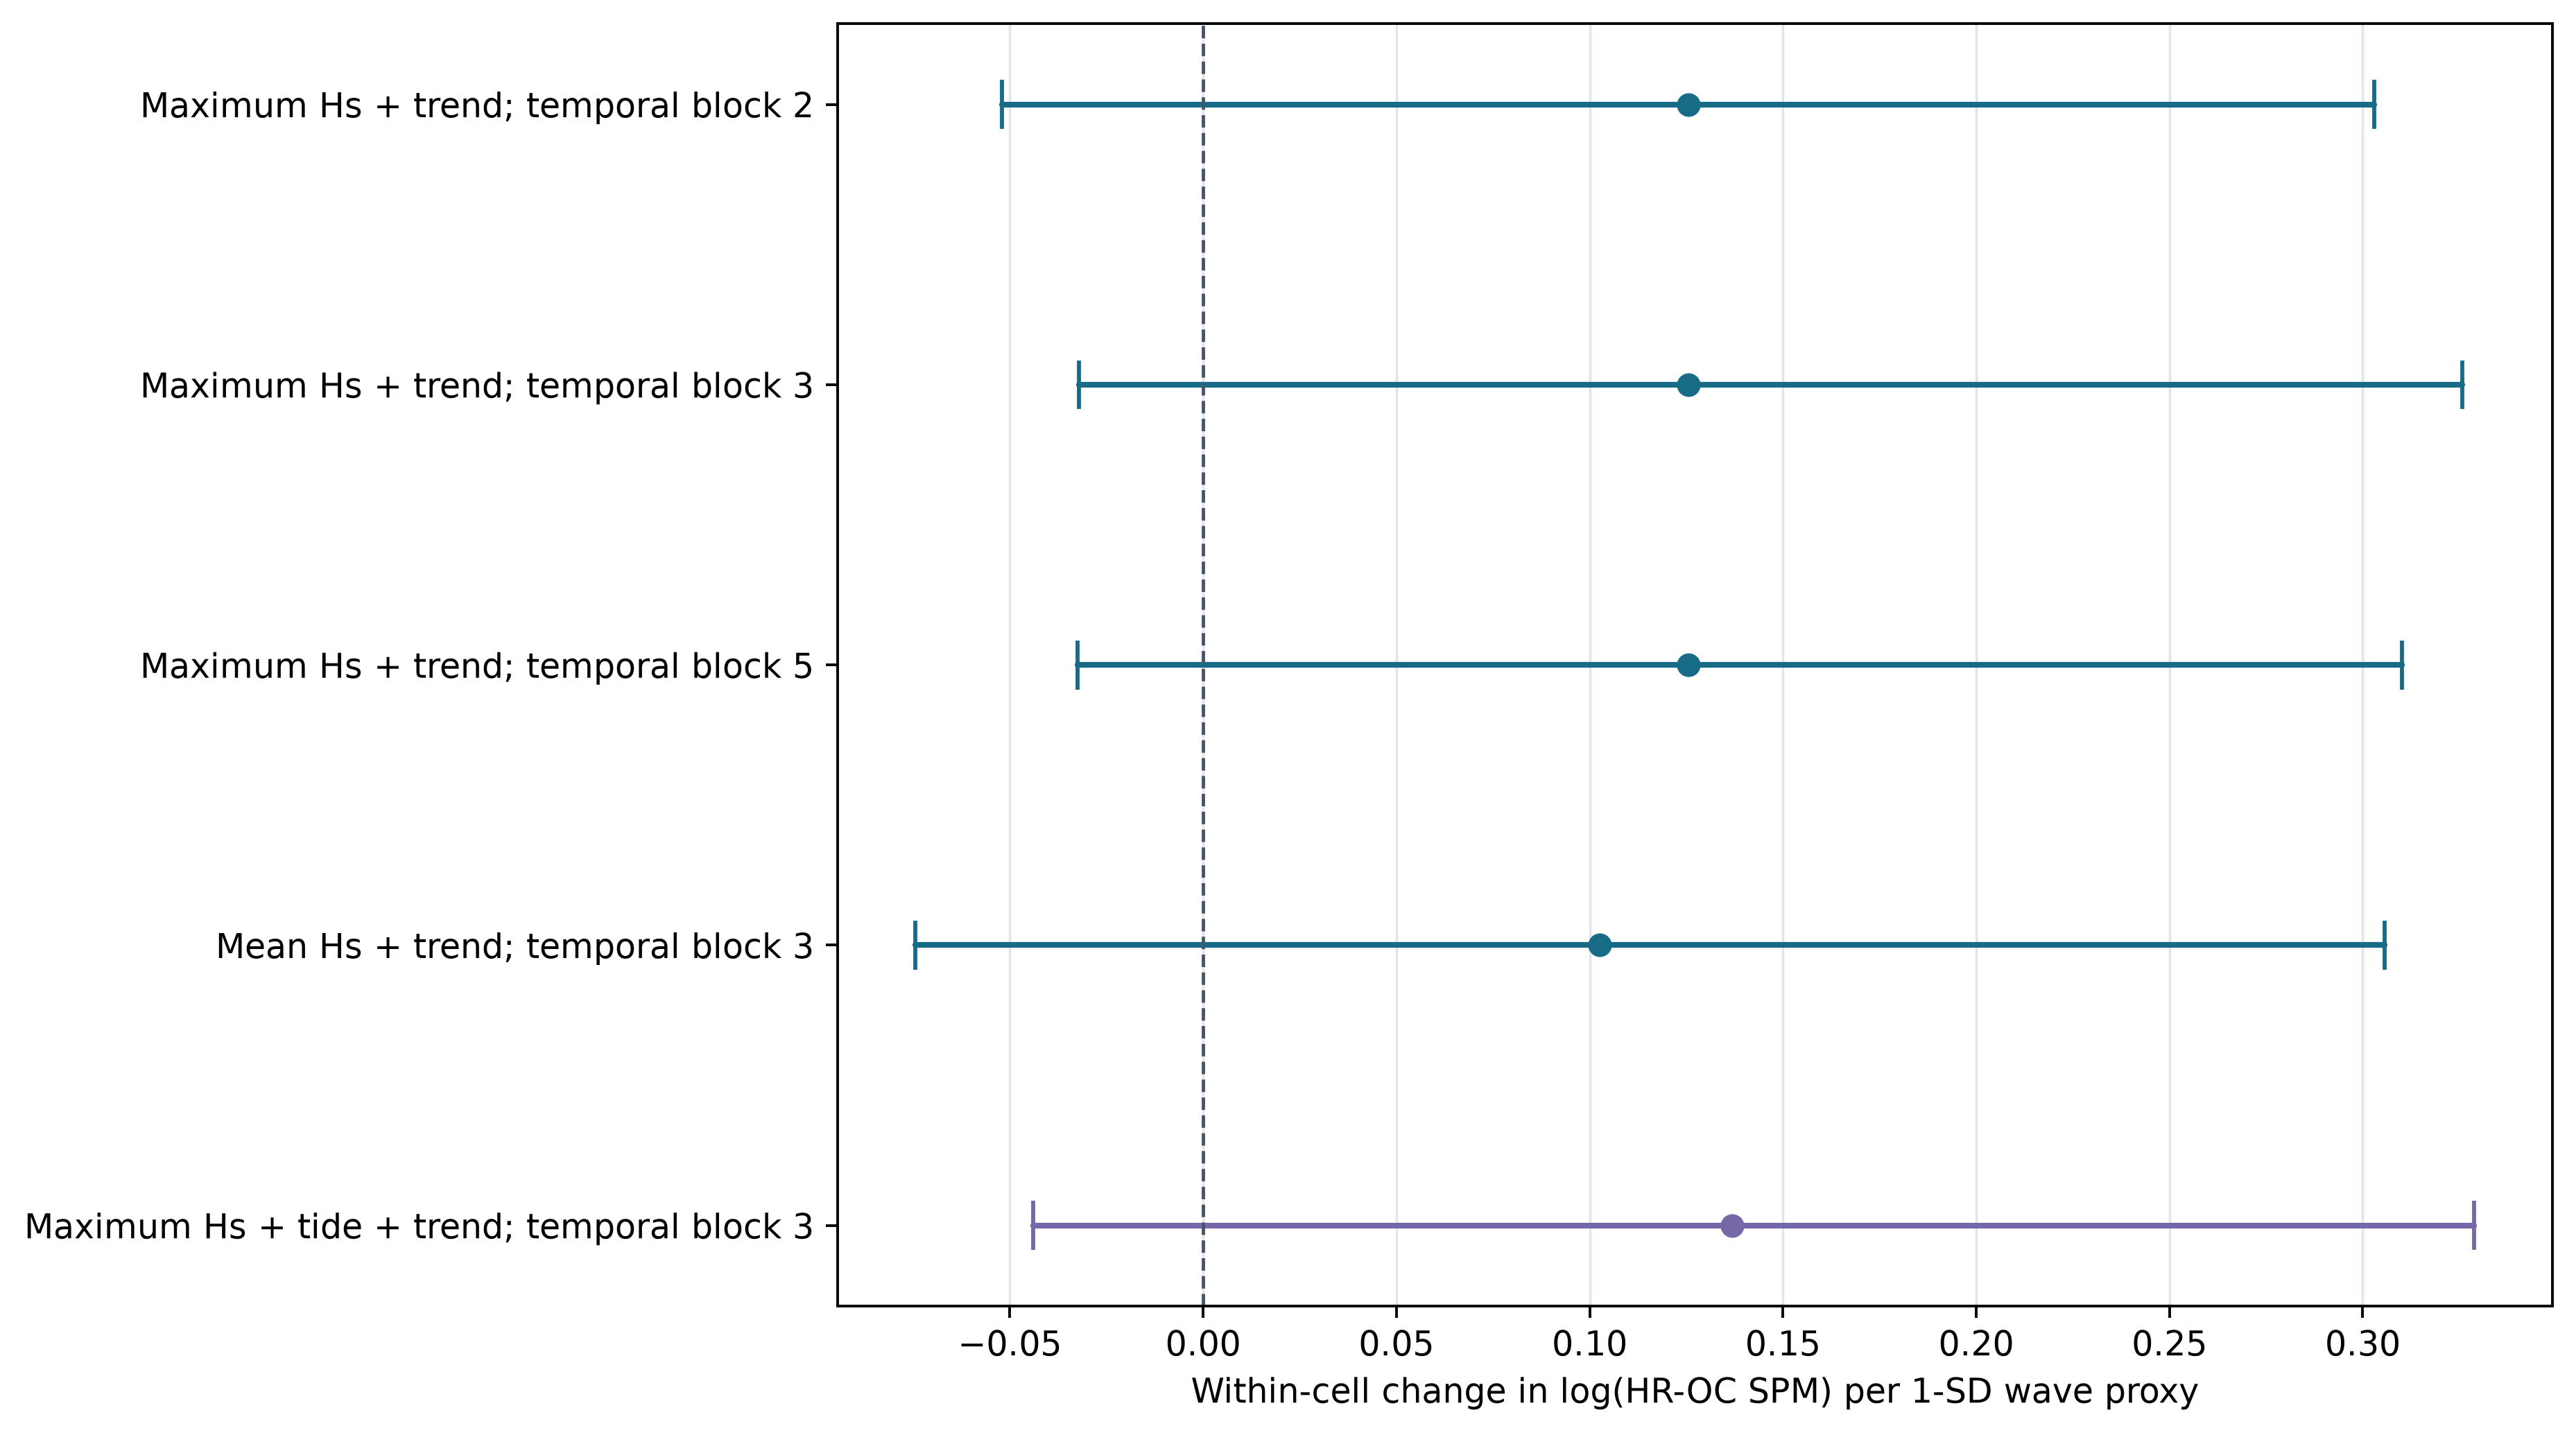 Maximum Hs + trend; temporal block 2
Maximum Hs + trend; temporal block 3
Maximum Hs + trend; temporal block 5
Mean Hs + trend; temporal block 3
Maximum Hs + tide + trend; temporal block 3
−0.05 0.00 0.05 0.10 0.15 0.20 0.25 0.30
Within-cell change in log(HR-OC SPM) per 1-SD wave proxy